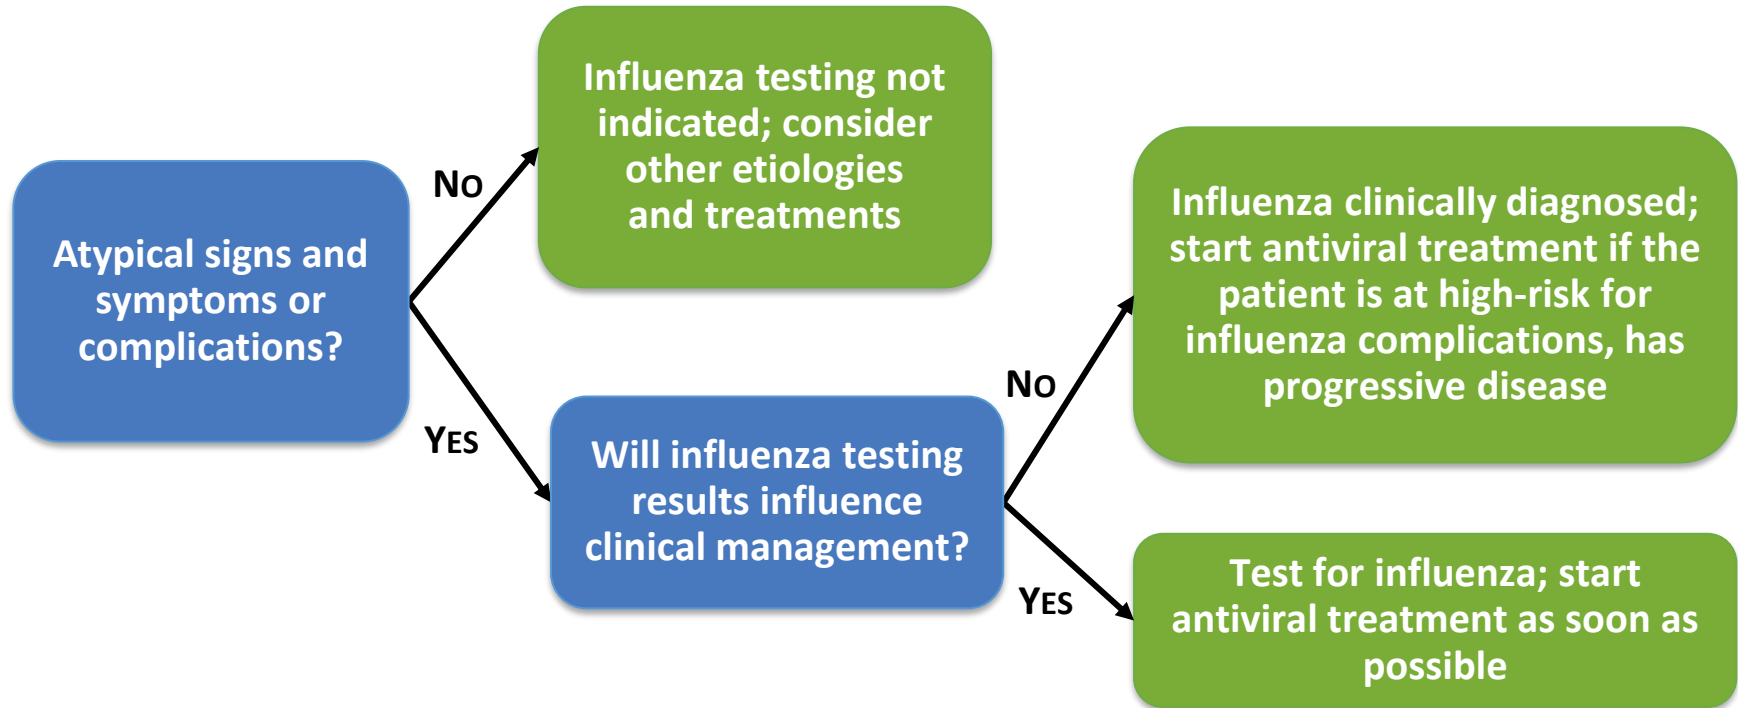 Atypical signs and
symptoms or
complications?
NO
Influenza testing not
indicated; consider
other etiologies
and treatments
YES
Will influenza testing
results influence
clinical management?
NO
Influenza clinically diagnosed;
start antiviral treatment if the
patient is at high-risk for
influenza complications, has
progressive disease
YES
Test for influenza; start
antiviral treatment as soon as
possible